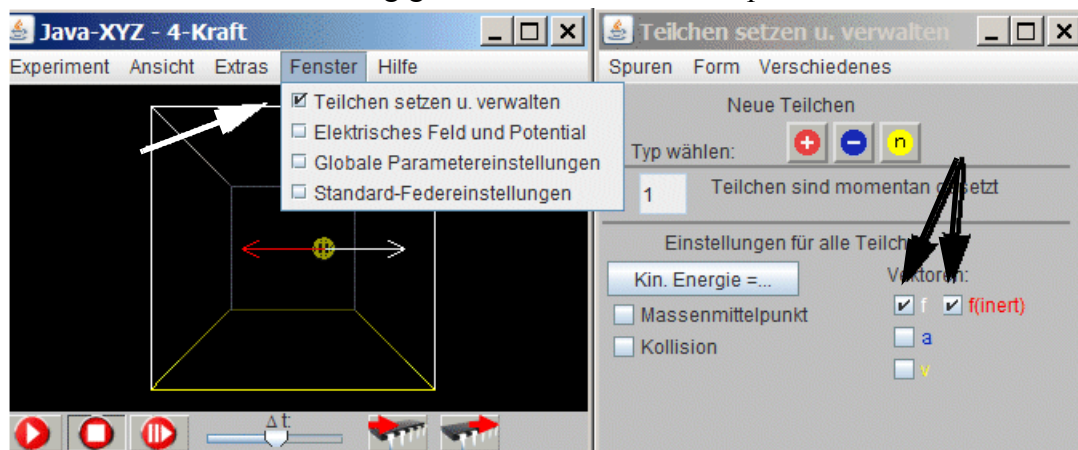 Java-XYZ - 4-Kraft
Experiment Ansicht Extras Fenster Hilfe
Teilchen setzen u. verwalten
Elektrisches Feld und Potential
Globale Parametereinstellungen
Standard-Federeinstellungen
Δt:
Teilchen setzen u. verwalten
Spuren Form Verschiedenes
Neue Teilchen
Typ wählen: + - n
1 Teilchen sind momentan gesetzt
Einstellungen für alle Teilchen
Kin. Energie =...
Vektoren:
Massenmittelpunkt
f f(inert)
Kollision
a
v